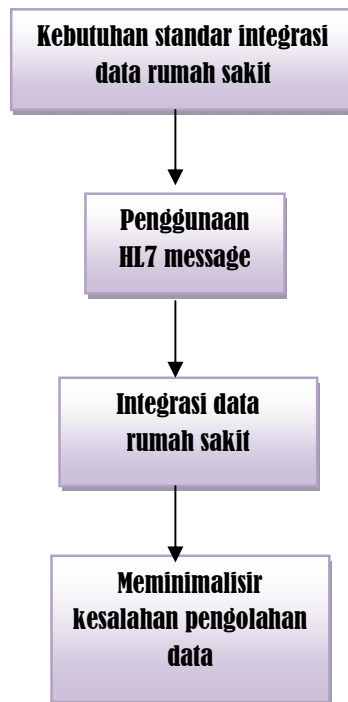 Kebutuhan standar integrasi
data rumah sakit
Penggunaan
HL7 message
Integrasi data
rumah sakit
Meminimalisir
kesalahan pengolahan
data